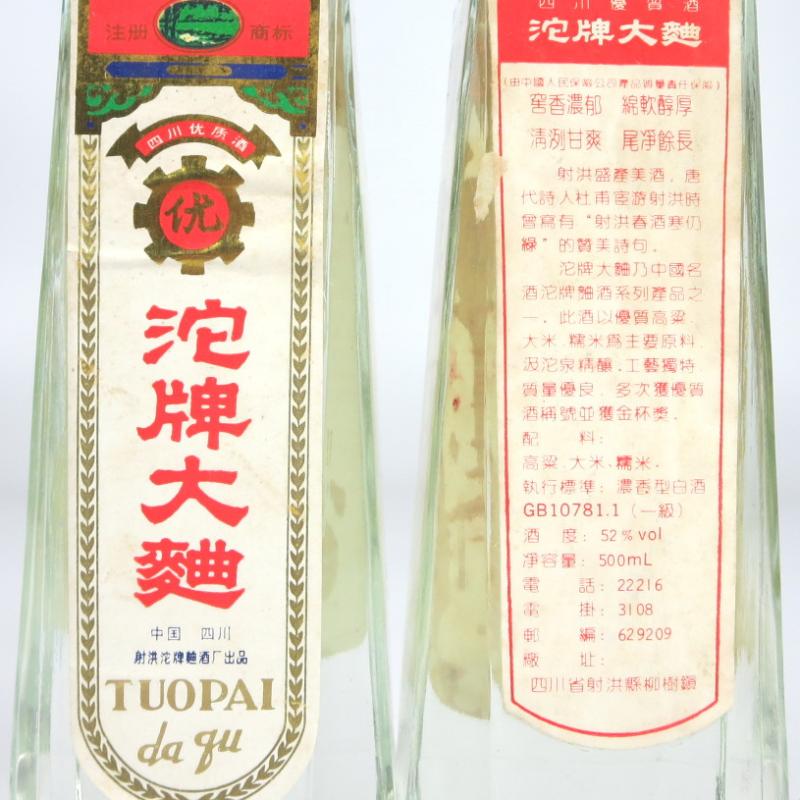 注册 商标
四川优质酒
优
沱牌大麯
中国 四川
射洪沱牌麯酒厂出品
TUOPAI
da qu
四川優質酒
沱牌大麯
(由中國人民保險公司產品質量責任保險)
窖香濃郁 綿軟醇厚
清冽甘爽 尾凈餘長
射洪盛產美酒．唐
代詩人杜甫宦游射洪時
曾寫有“射洪春酒寒仍
綠”的贊美詩句．
沱牌大麯乃中國名
酒沱牌麯酒系列產品之
一．此酒以優質高粱．
大米．糯米爲主要原料．
汲沱泉精釀．工藝獨特．
質量優良．多次獲優質
酒稱號並獲金杯獎．
配 料：
高粱．大米．糯米．
執行標準：濃香型白酒
GB10781.1（一級）
酒 度：52%vol
净容量：500mL
電 話：22216
電 掛：3108
郵 編：629209
廠 址：
四川省射洪縣柳樹鎮